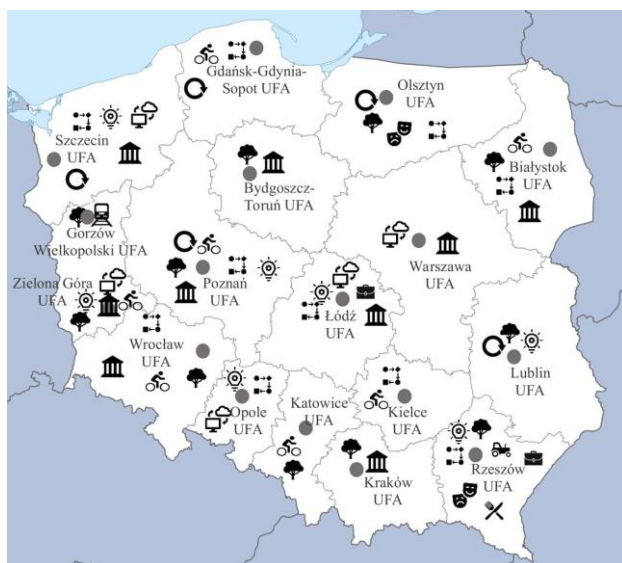 Gdańsk-Gdynia-
Sopot UFA
Olsztyn
UFA
Szczecin
UFA
Białystok
UFA
Bydgoszcz-
Toruń UFA
Gorzów
Wielkopolski UFA
Warszawa
UFA
Zielona Góra
UFA
Poznań
UFA
Łódź
UFA
Wrocław
UFA
Lublin
UFA
Opole
UFA
Katowice
UFA
Kielce
UFA
Kraków
UFA
Rzeszów
UFA